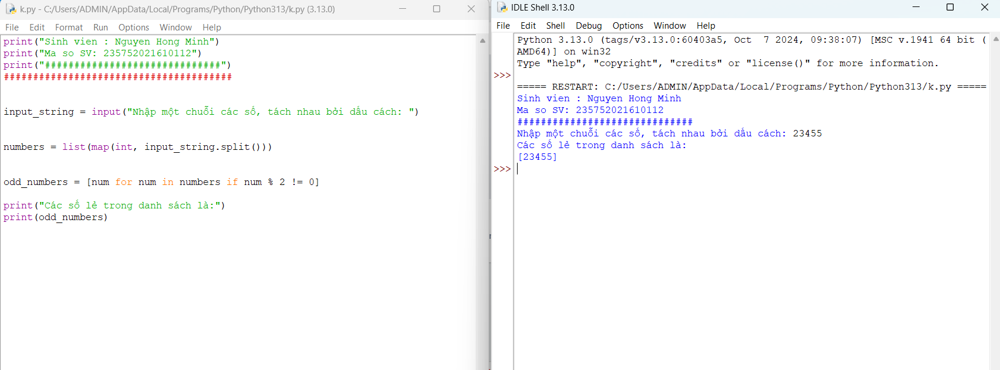 k.py - C:/Users/ADMIN/AppData/Local/Programs/Python/Python313/k.py (3.13.0)
File Edit Format Run Options Window Help
print("Sinh vien : Nguyen Hong Minh")
print("Ma so SV: 235752021610112")
print("##############################")
#######################################
input_string = input("Nhập một chuỗi các số, tách nhau bởi dấu cách: ")
numbers = list(map(int, input_string.split()))
odd_numbers = [num for num in numbers if num % 2 != 0]
print("Các số lẻ trong danh sách là:")
print(odd_numbers)
IDLE Shell 3.13.0
File Edit Shell Debug Options Window Help
Python 3.13.0 (tags/v3.13.0:60403a5, Oct  7 2024, 09:38:07) [MSC v.1941 64 bit (
AMD64)] on win32
Type "help", "copyright", "credits" or "license()" for more information.
>>>
===== RESTART: C:/Users/ADMIN/AppData/Local/Programs/Python/Python313/k.py =====
Sinh vien : Nguyen Hong Minh
Ma so SV: 235752021610112
##############################
Nhập một chuỗi các số, tách nhau bởi dấu cách: 23455
Các số lẻ trong danh sách là:
[23455]
>>>